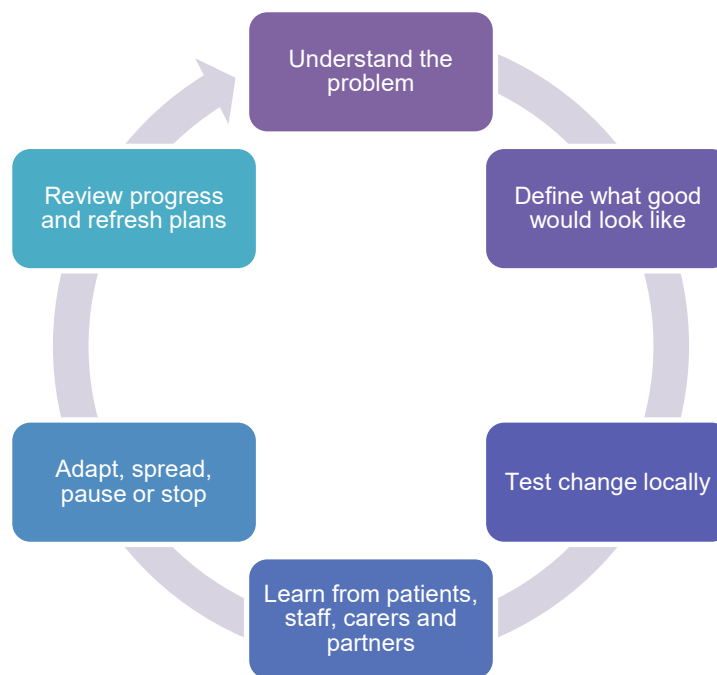 Understand the
problem
Define what good
would look like
Test change locally
Learn from patients,
staff, carers and
partners
Adapt, spread,
pause or stop
Review progress
and refresh plans